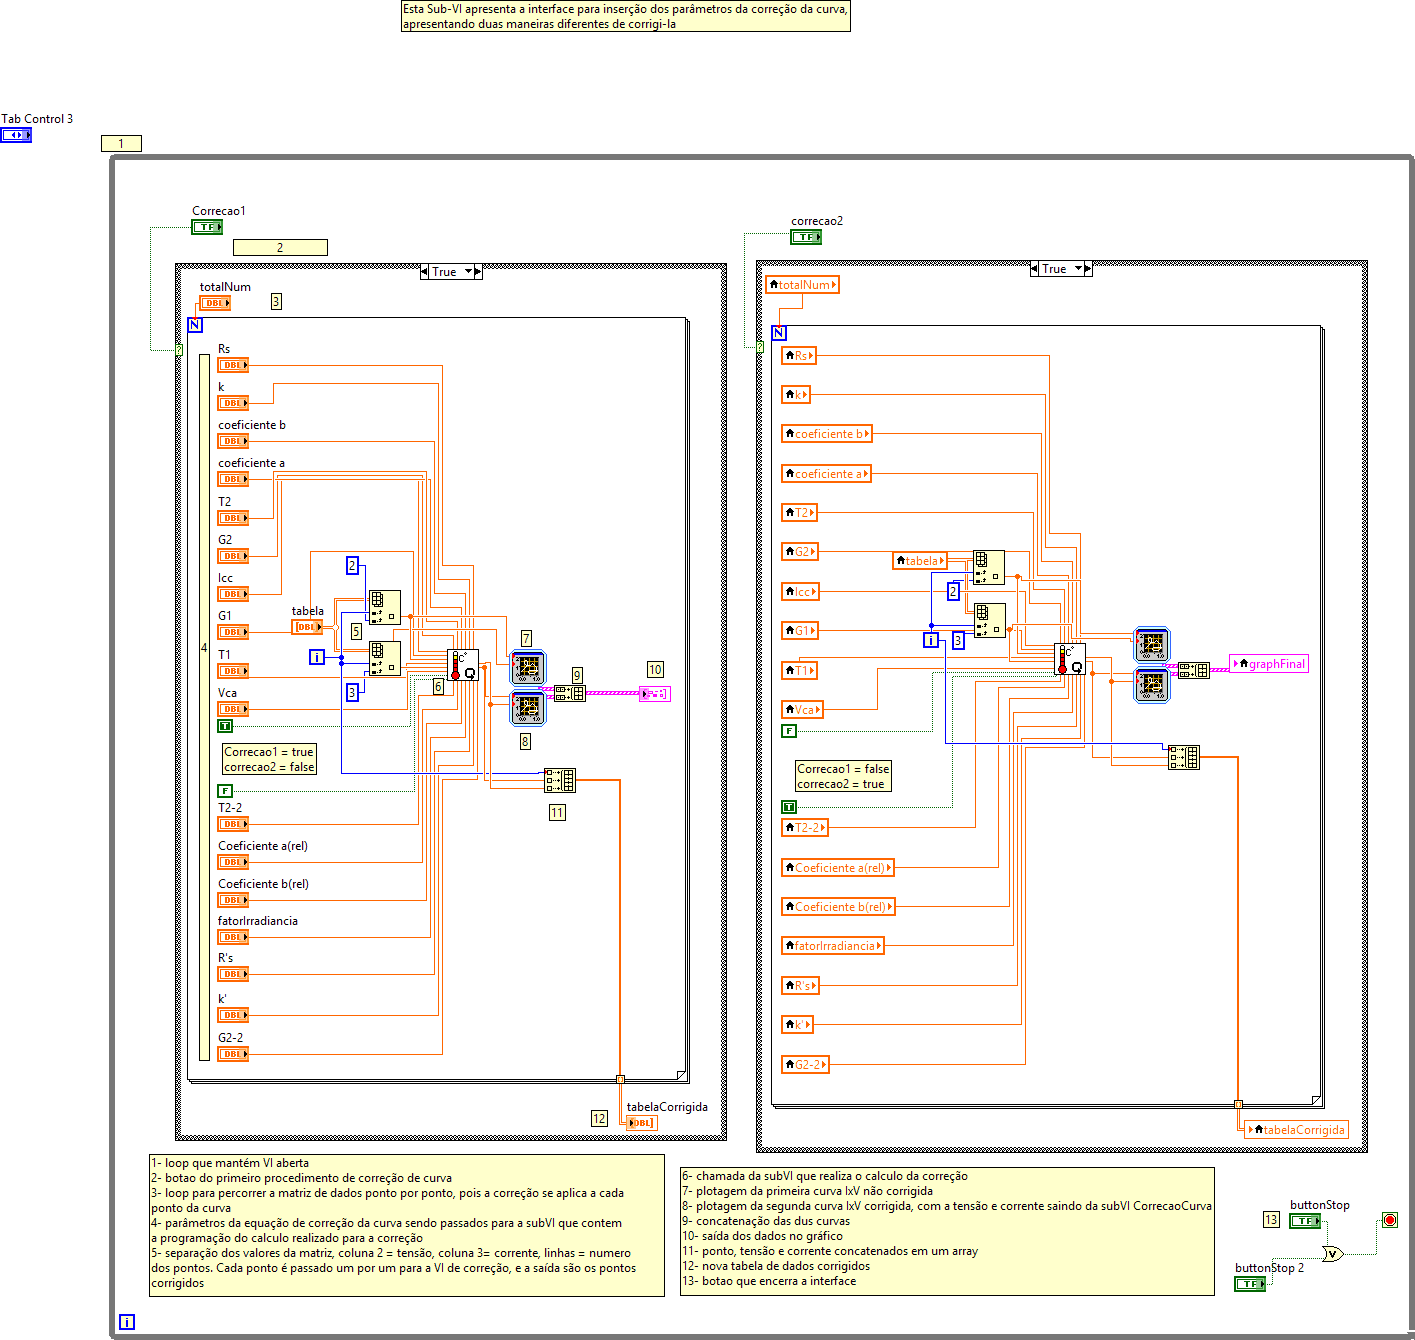 Esta Sub-VI apresenta a interface para inserção dos parâmetros da correção da curva,
apresentando duas maneiras diferentes de corrigi-la
Tab Control 3
1
Correcao1
TF
2
True
totalNum
DBL
3
N
?
Rs
DBL
k
DBL
coeficiente b
DBL
coeficiente a
DBL
T2
DBL
G2
DBL
Icc
DBL
G1
DBL
T1
DBL
Vca
DBL
T
Correcao1 = true
correcao2 = false
F
T2-2
DBL
Coeficiente a(rel)
DBL
Coeficiente b(rel)
DBL
fatorIrradiancia
DBL
R's
DBL
k'
DBL
G2-2
DBL
4
tabela
[DBL]
2
5
i
3
C°
Q
6
7
8
9
10
11
12
tabelaCorrigida
DBL]
correcao2
TF
True
totalNum
N
?
Rs
k
coeficiente b
coeficiente a
T2
G2
Icc
G1
T1
Vca
F
Correcao1 = false
correcao2 = true
T
T2-2
Coeficiente a(rel)
Coeficiente b(rel)
fatorIrradiancia
R's
k'
G2-2
tabela
2
i
3
C°
Q
graphFinal
tabelaCorrigida
1- loop que mantém VI aberta
2- botao do primeiro procedimento de correção de curva
3- loop para percorrer a matriz de dados ponto por ponto, pois a correção se aplica a cada
ponto da curva
4- parâmetros da equação de correção da curva sendo passados para a subVI que contem
a programação do calculo realizado para a correção
5- separação dos valores da matriz, coluna 2 = tensão, coluna 3= corrente, linhas = numero
dos pontos. Cada ponto é passado um por um para a VI de correção, e a saída são os pontos
corrigidos
6- chamada da subVI que realiza o calculo da correção
7- plotagem da primeira curva IxV não corrigida
8- plotagem da segunda curva IxV corrigida, com a tensão e corrente saindo da subVI CorrecaoCurva
9- concatenação das dus curvas
10- saída dos dados no gráfico
11- ponto, tensão e corrente concatenados em um array
12- nova tabela de dados corrigidos
13- botao que encerra a interface
13
buttonStop
TF
V
buttonStop 2
TF
i